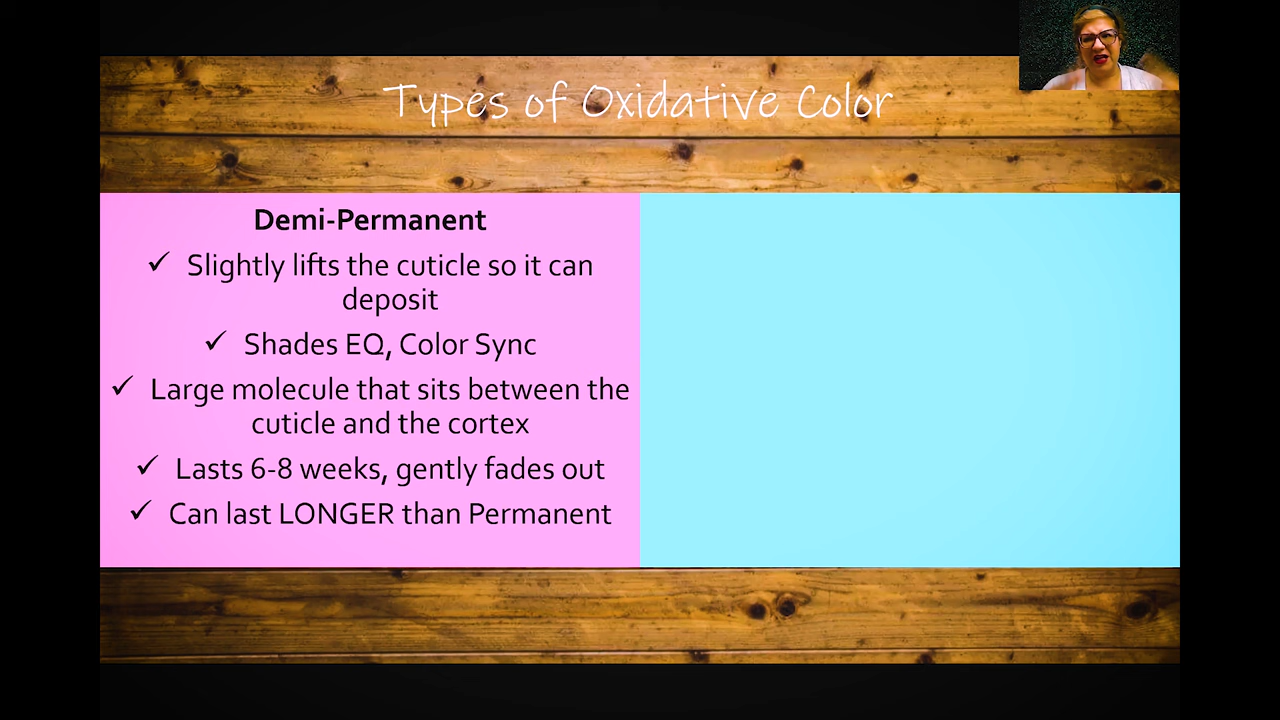 Types of Oxidative Color
Demi-Permanent
✓ Slightly lifts the cuticle so it can
deposit
✓ Shades EQ, Color Sync
✓ Large molecule that sits between the
cuticle and the cortex
✓ Lasts 6-8 weeks, gently fades out
✓ Can last LONGER than Permanent